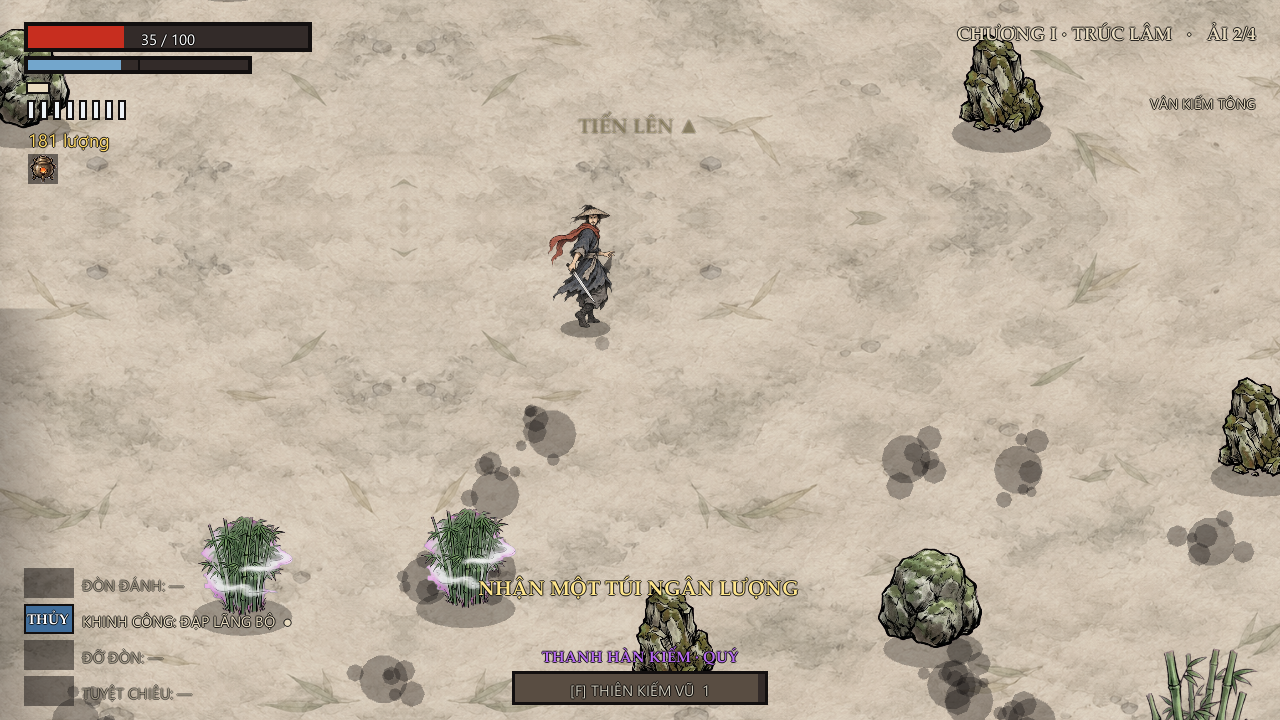 35 / 100
CHƯƠNG I · TRÚC LÂM · ẢI 2/4
VÂN KIẾM TÔNG
181 lượng
TIẾN LÊN ▲
NHẬN MỘT TÚI NGÂN LƯỢNG
ĐÒN ĐÁNH: —
THỦY KHINH CÔNG: ĐẠP LÃNG BỘ
ĐỠ ĐÒN: —
TUYỆT CHIÊU: —
THANH HÀN KIẾM · QUÝ
[F] THIÊN KIẾM VŨ 1